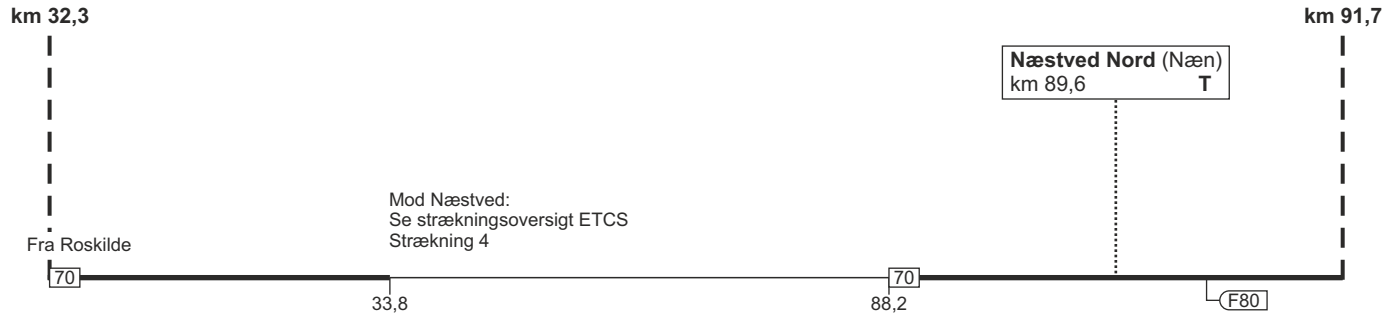 km 32,3
km 91,7
Næstved Nord (Næn)
km 89,6 T
Mod Næstved:
Se strækningsoversigt ETCS
Strækning 4
Fra Roskilde
70
70
33,8
88,2
F80